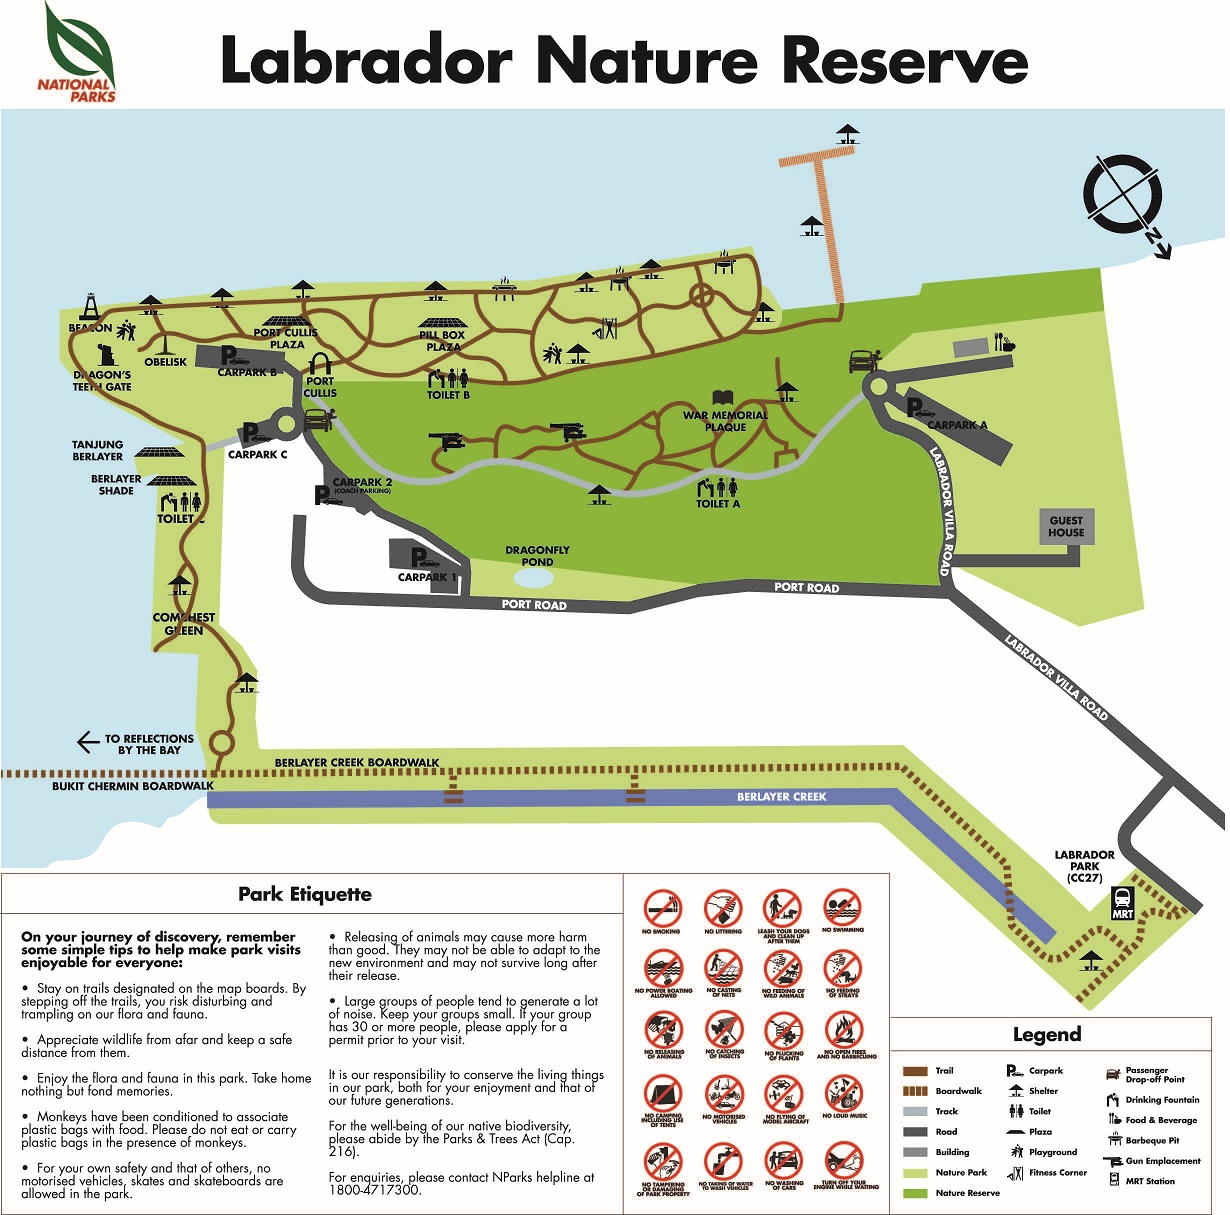 NATIONAL
PARKS
Labrador Nature Reserve
N
BEACON
DRAGON'S
TEETH GATE
OBELISK
PORT CULLIS
PLAZA
P
CARPARK B
PORT
CULLIS
PILL BOX
PLAZA
TOILET B
WAR MEMORIAL
PLAQUE
P
CARPARK A
TANJUNG
BERLAYER
P
CARPARK C
BERLAYER
SHADE
TOILET C
P
CARPARK 2
(COACH PARKING)
TOILET A
LABRADOR VILLA ROAD
GUEST
HOUSE
P
CARPARK 1
DRAGONFLY
POND
PORT ROAD
PORT ROAD
COMCHEST
GREEN
LABRADOR VILLA ROAD
TO REFLECTIONS
BY THE BAY
BERLAYER CREEK BOARDWALK
BUKIT CHERMIN BOARDWALK
BERLAYER CREEK
LABRADOR
PARK
(CC27)
MRT
Park Etiquette
On your journey of discovery, remember
some simple tips to help make park visits
enjoyable for everyone:
• Stay on trails designated on the map boards. By
stepping off the trails, you risk disturbing and
trampling on our flora and fauna.
• Appreciate wildlife from afar and keep a safe
distance from them.
• Enjoy the flora and fauna in this park. Take home
nothing but fond memories.
• Monkeys have been conditioned to associate
plastic bags with food. Please do not eat or carry
plastic bags in the presence of monkeys.
• For your own safety and that of others, no
motorised vehicles, skates and skateboards are
allowed in the park.
• Releasing of animals may cause more harm
than good. They may not be able to adapt to the
new environment and may not survive long after
their release.
• Large groups of people tend to generate a lot
of noise. Keep your groups small. If your group
has 30 or more people, please apply for a
permit prior to your visit.
It is our responsibility to conserve the living things
in our park, both for your enjoyment and that of
our future generations.
For the well-being of our native biodiversity,
please abide by the Parks & Trees Act (Cap.
216).
For enquiries, please contact NParks helpline at
1800-4717300.
NO SMOKING
NO LITTERING
LEASH YOUR DOGS
AND CLEAN UP
AFTER THEM
NO SWIMMING
NO POWER BOATING
ALLOWED
NO CASTING
OF NETS
NO FEEDING OF
WILD ANIMALS
NO FEEDING
OF STRAYS
NO RELEASING
OF ANIMALS
NO CATCHING
OF INSECTS
NO PLUCKING
OF PLANTS
NO OPEN FIRES
AND NO BARBECUING
NO CAMPING
INCLUDING USE
OF TENTS
NO MOTORISED
VEHICLES
NO FLYING OF
MODEL AIRCRAFT
NO LOUD MUSIC
NO TAMPERING
OR DAMAGING
OF PARK PROPERTY
NO TAKING OF WATER
TO WASH VEHICLES
NO WASHING
OF CARS
TURN OFF YOUR
ENGINE WHILE WAITING
Legend
Trail
Boardwalk
Track
Road
Building
Nature Park
Nature Reserve
P Carpark
Shelter
Toilet
Plaza
Playground
Fitness Corner
Passenger
Drop-off Point
Drinking Fountain
Food & Beverage
Barbeque Pit
Gun Emplacement
MRT Station